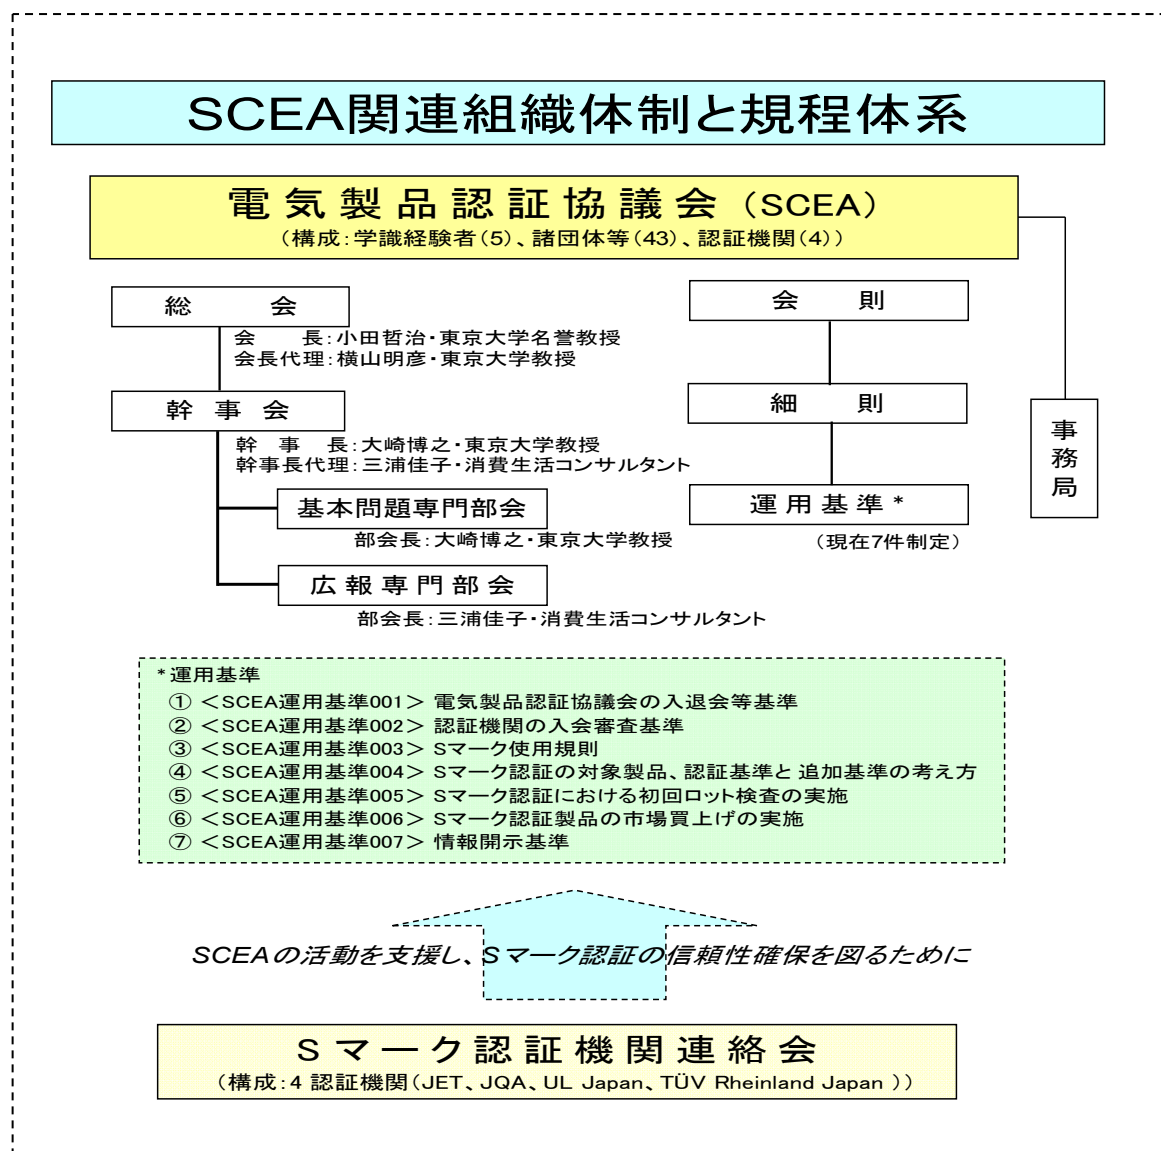 SCEA関連組織体制と規程体系
電気製品認証協議会（SCEA）
（構成：学識経験者（5）、諸団体等（43）、認証機関（4））
総　会
会　長：小田哲治・東京大学名誉教授
会長代理：横山明彦・東京大学教授
幹事会
幹事長：大崎博之・東京大学教授
幹事長代理：三浦佳子・消費生活コンサルタント
基本問題専門部会
部会長：大崎博之・東京大学教授
広報専門部会
部会長：三浦佳子・消費生活コンサルタント
会　則
細　則
運用基準*
（現在7件制定）
事務局
*運用基準
①＜SCEA運用基準001＞ 電気製品認証協議会の入退会等基準
②＜SCEA運用基準002＞ 認証機関の入会審査基準
③＜SCEA運用基準003＞ Sマーク使用規則
④＜SCEA運用基準004＞ Sマーク認証の対象製品、認証基準と 追加基準の考え方
⑤＜SCEA運用基準005＞ Sマーク認証における初回ロット検査の実施
⑥＜SCEA運用基準006＞ Sマーク認証製品の市場買上げの実施
⑦＜SCEA運用基準007＞ 情報開示基準
SCEAの活動を支援し、Sマーク認証の信頼性確保を図るために
Sマーク認証機関連絡会
（構成：4 認証機関（JET、JQA、UL Japan、TÜV Rheinland Japan ））